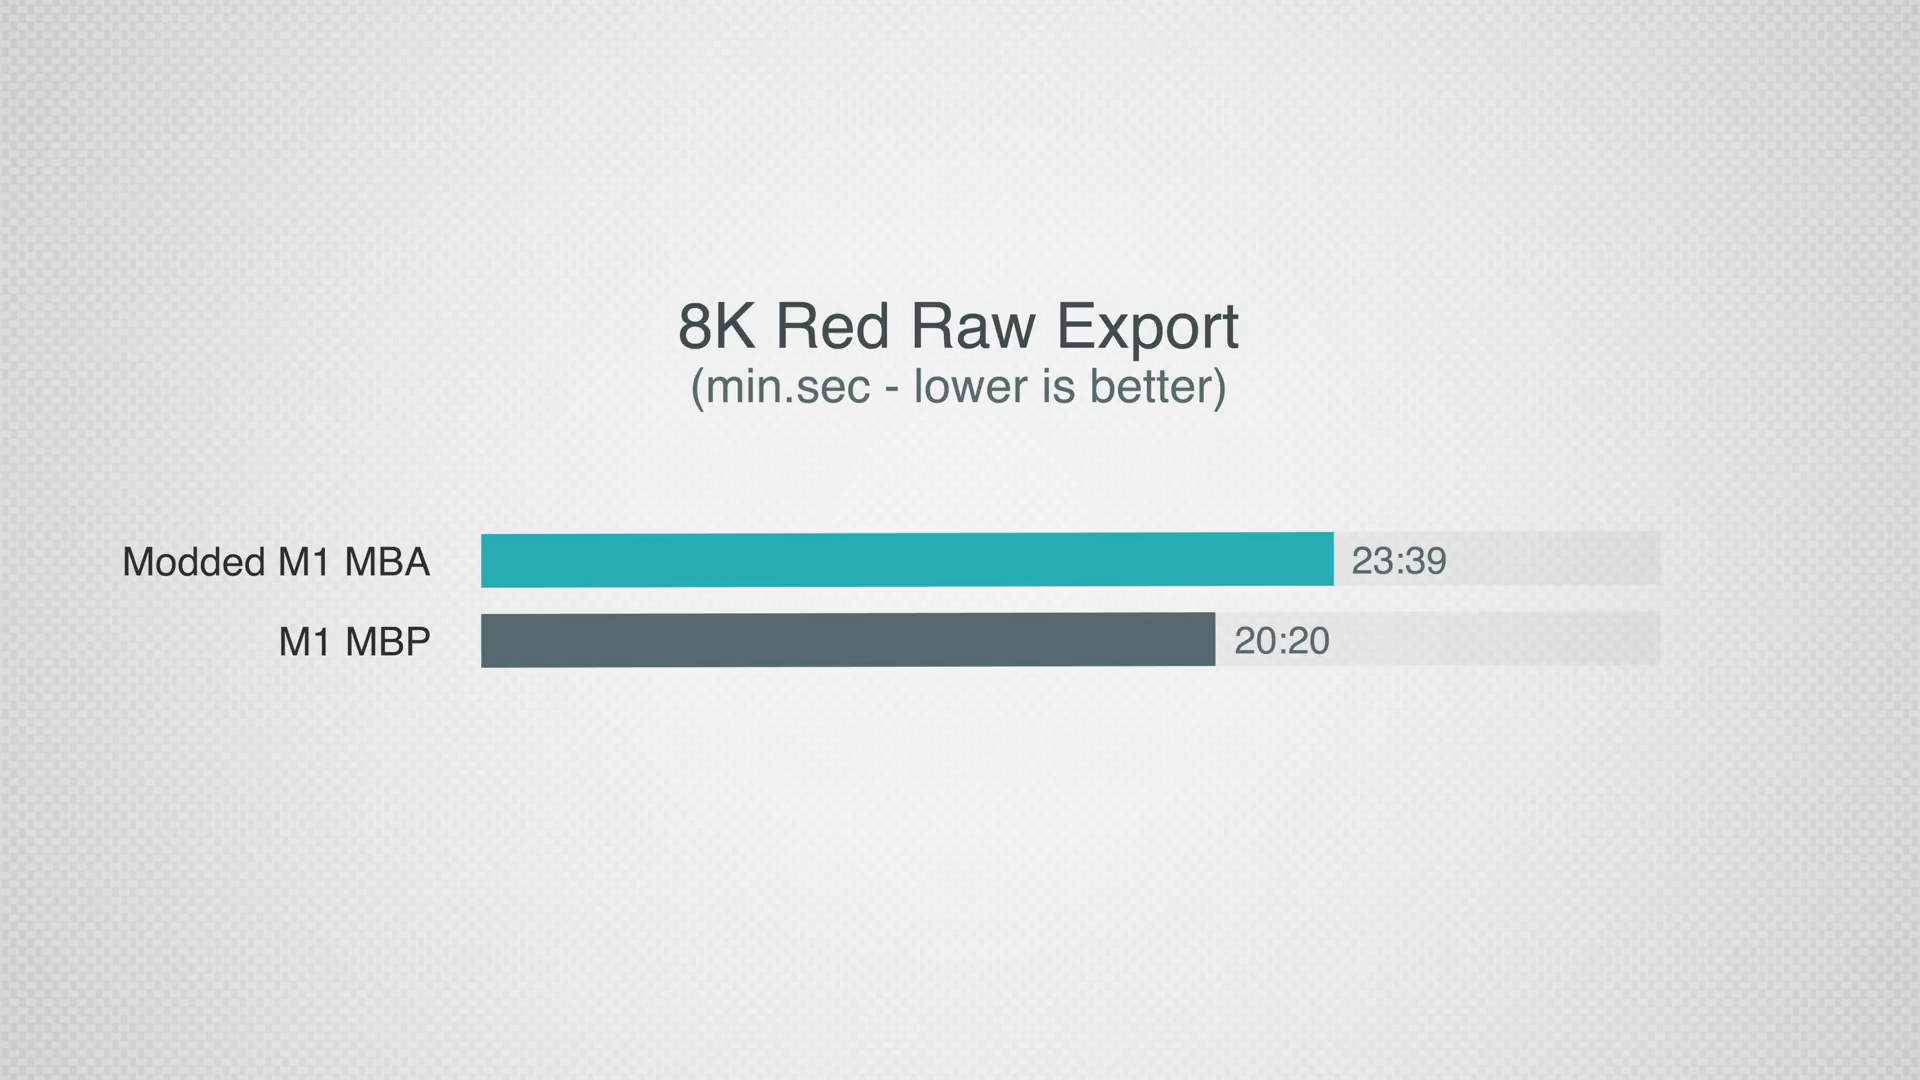 8K Red Raw Export
(min.sec - lower is better)
Modded M1 MBA 23:39
M1 MBP 20:20